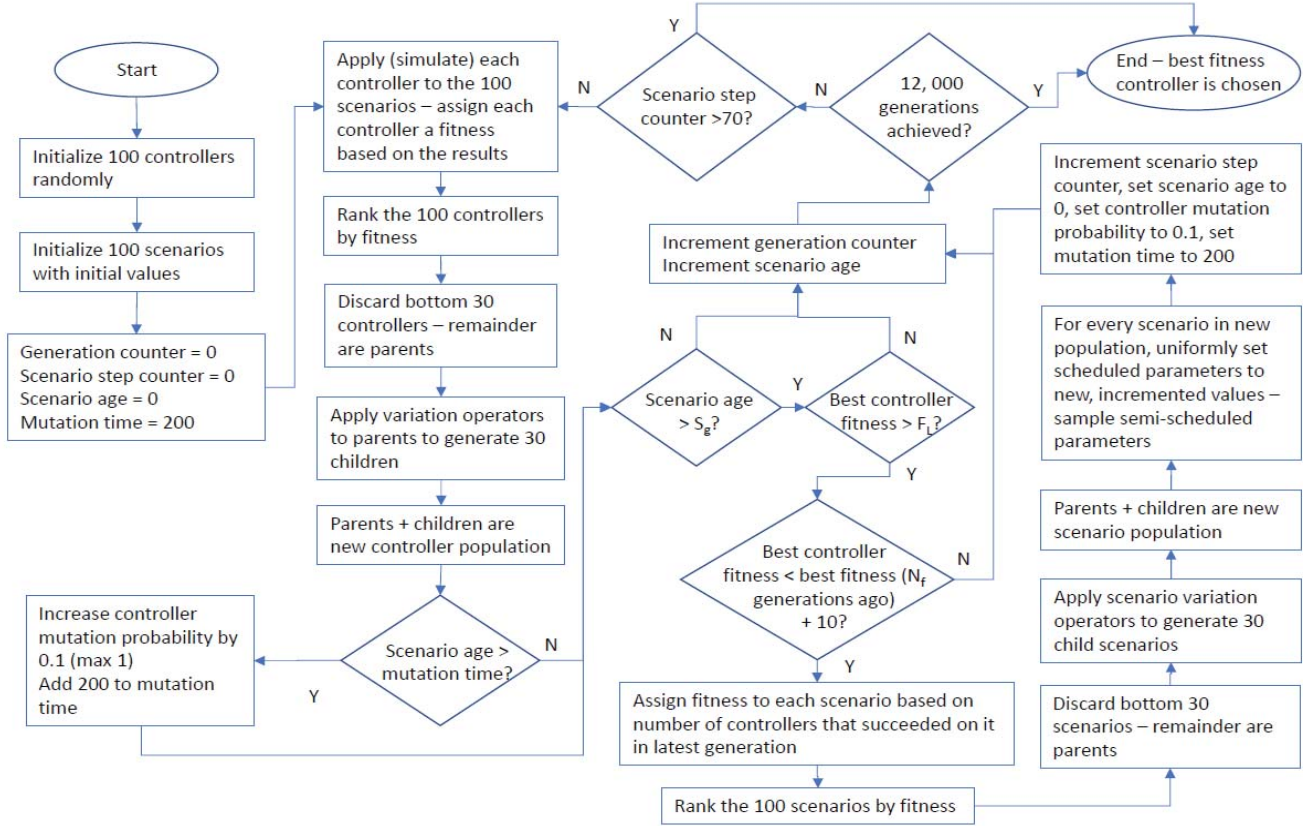 Start
Initialize 100 controllers
randomly
Initialize 100 scenarios
with initial values
Generation counter = 0
Scenario step counter = 0
Scenario age = 0
Mutation time = 200
Apply (simulate) each
controller to the 100
scenarios – assign each
controller a fitness
based on the results
Rank the 100 controllers
by fitness
Discard bottom 30
controllers – remainder
are parents
Apply variation operators
to parents to generate 30
children
Parents + children are
new controller population
Scenario age >
mutation time?
Y
N
Increase controller
mutation probability by
0.1 (max 1)
Add 200 to mutation
time
Scenario age
> Sg?
N
Y
Best controller
fitness > FL?
N
Y
Best controller
fitness < best fitness (Nf
generations ago)
+ 10?
N
Y
Assign fitness to each scenario based on
number of controllers that succeeded on it
in latest generation
Rank the 100 scenarios by fitness
Discard bottom 30
scenarios – remainder are
parents
Apply scenario variation
operators to generate 30
child scenarios
Parents + children are new
scenario population
For every scenario in new
population, uniformly set
scheduled parameters to
new, incremented values –
sample semi-scheduled
parameters
Increment scenario step
counter, set scenario age to
0, set controller mutation
probability to 0.1, set
mutation time to 200
Increment generation counter
Increment scenario age
12, 000
generations
achieved?
N
Y
Scenario step
counter >70?
N
Y
End – best fitness
controller is chosen